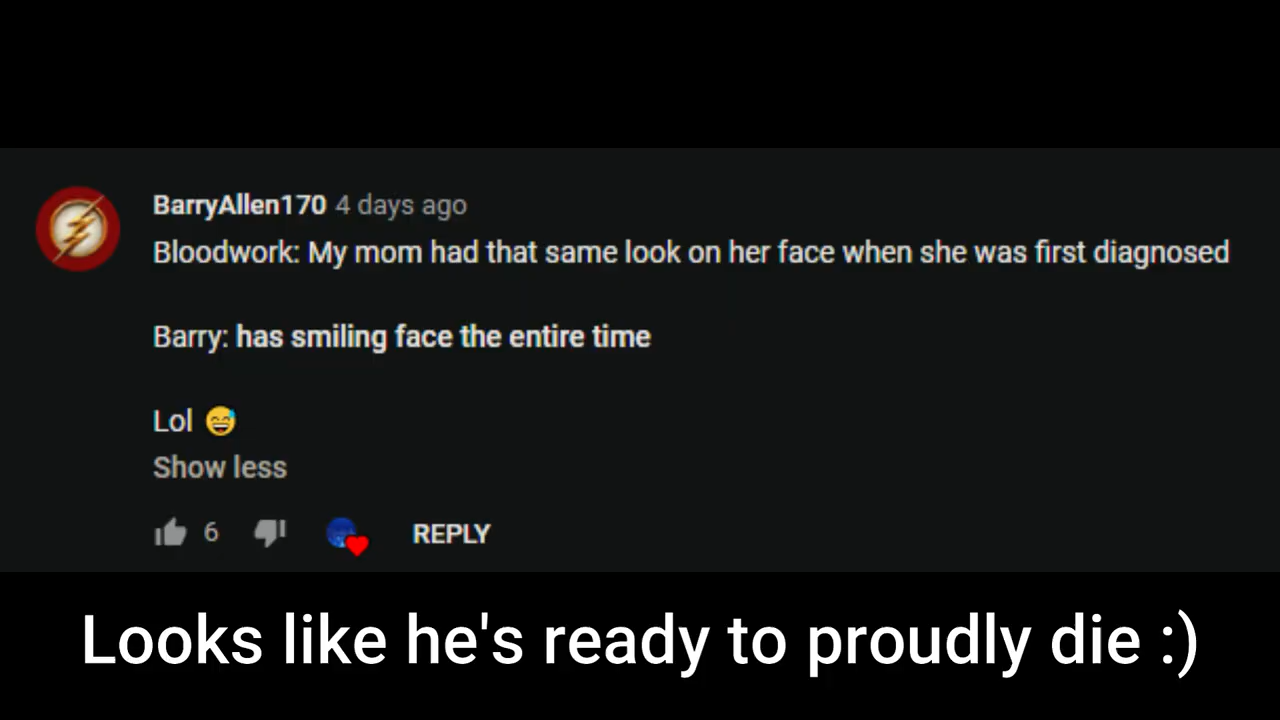 BarryAllen170 4 days ago
Bloodwork: My mom had that same look on her face when she was first diagnosed
Barry: has smiling face the entire time
Lol 😅
Show less
6 REPLY
Looks like he's ready to proudly die :)